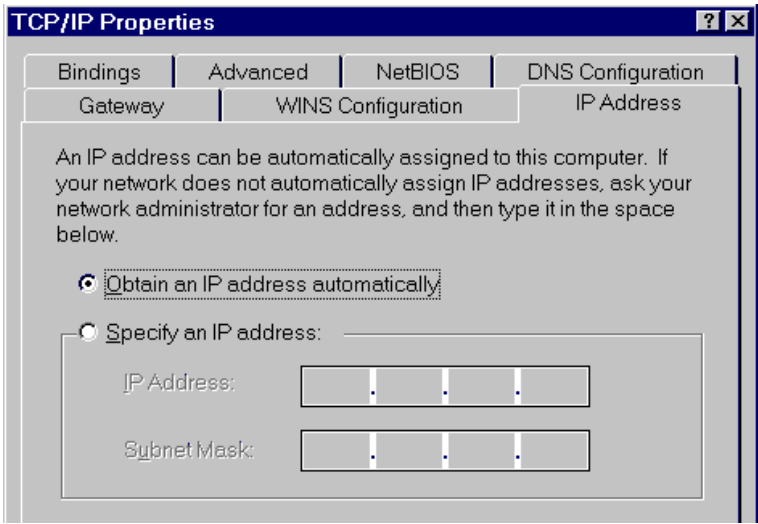 TCP/IP Properties
? X
Bindings Advanced NetBIOS DNS Configuration
Gateway WINS Configuration IP Address
An IP address can be automatically assigned to this computer. If
your network does not automatically assign IP addresses, ask your
network administrator for an address, and then type it in the space
below.
Obtain an IP address automatically
Specify an IP address:
IP Address: . . .
Subnet Mask: . . .